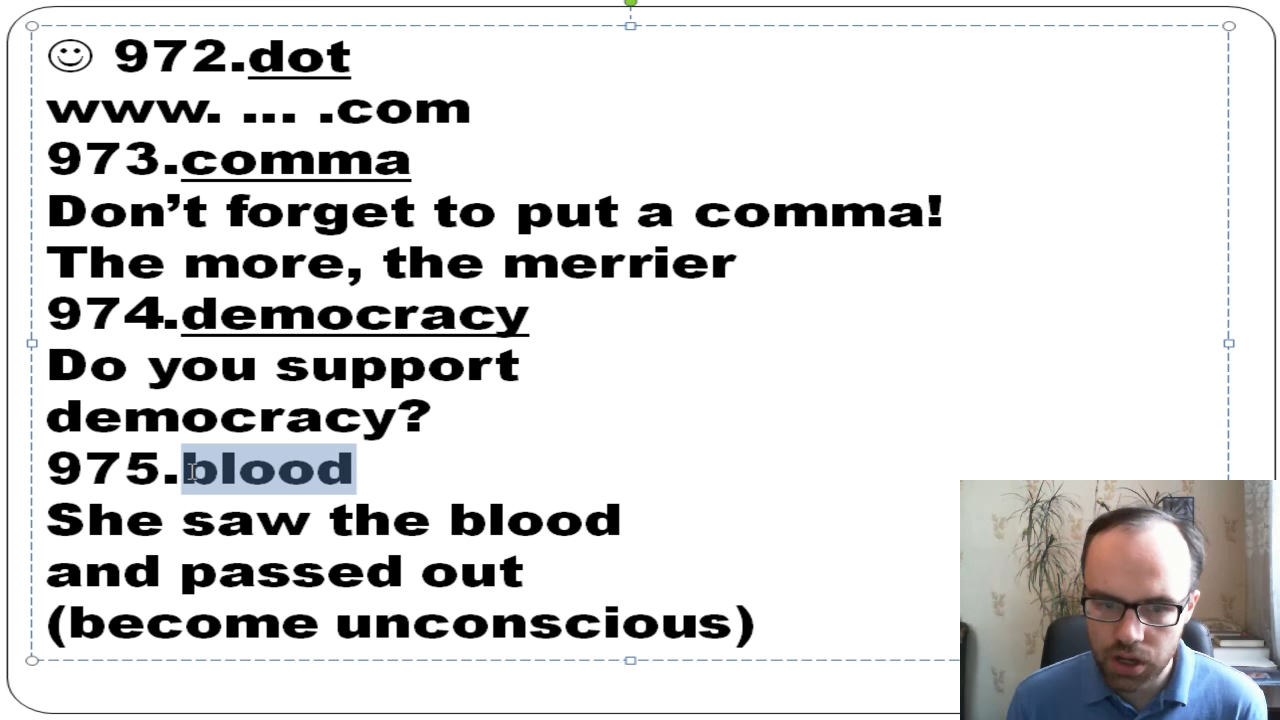 ☺ 972.dot
www. ... .com
973.comma
Don’t forget to put a comma!
The more, the merrier
974.democracy
Do you support
democracy?
975.blood
She saw the blood
and passed out
(become unconscious)